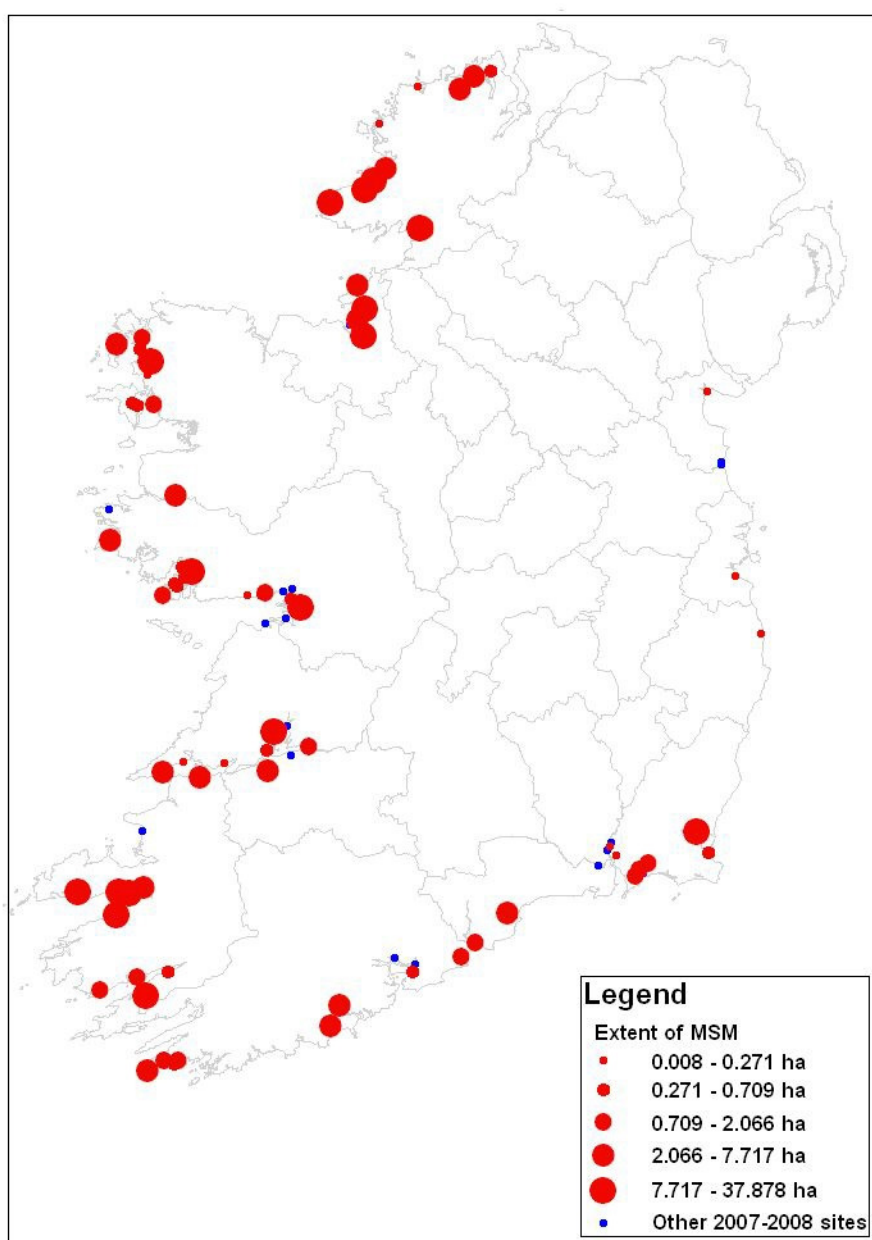 Legend
Extent of MSM
0.008 - 0.271 ha
0.271 - 0.709 ha
0.709 - 2.066 ha
2.066 - 7.717 ha
7.717 - 37.878 ha
Other 2007-2008 sites